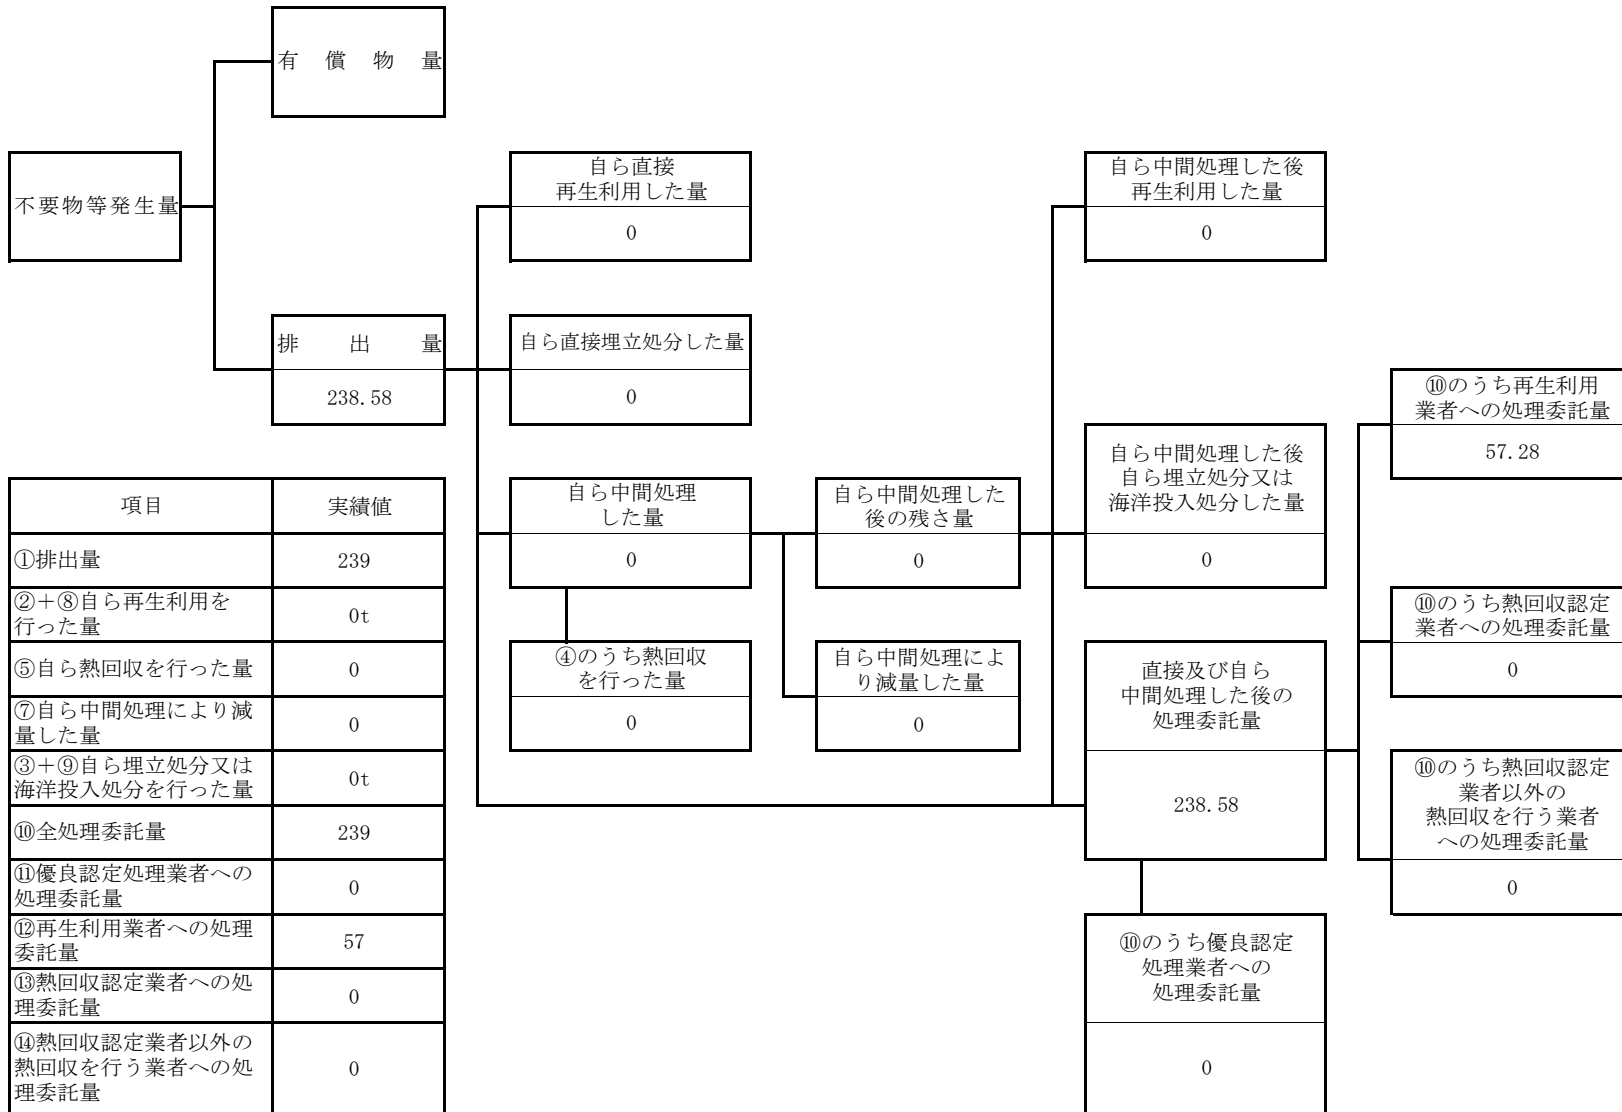 有償物量
不要物等発生量
自ら直接
再生利用した量
0
自ら中間処理した後
再生利用した量
0
排出量
238.58
自ら直接埋立処分した量
0
⑩のうち再生利用
業者への処理委託量
57.28
自ら中間処理した後
自ら埋立処分又は
海洋投入処分した量
0
自ら中間処理
した量
0
自ら中間処理した
後の残さ量
0
⑩のうち熱回収認定
業者への処理委託量
0
④のうち熱回収
を行った量
0
自ら中間処理によ
り減量した量
0
直接及び自ら
中間処理した後の
処理委託量
238.58
⑩のうち熱回収認定
業者以外の
熱回収を行う業者
への処理委託量
0
⑩のうち優良認定
処理業者への
処理委託量
0
項目 実績値
①排出量 239
②+⑧自ら再生利用を
行った量 0t
⑤自ら熱回収を行った量 0
⑦自ら中間処理により減
量した量 0
③+⑨自ら埋立処分又は
海洋投入処分を行った量 0t
⑩全処理委託量 239
⑪優良認定処理業者への
処理委託量 0
⑫再生利用業者への処理
委託量 57
⑬熱回収認定業者への処
理委託量 0
⑭熱回収認定業者以外の
熱回収を行う業者への処
理委託量 0